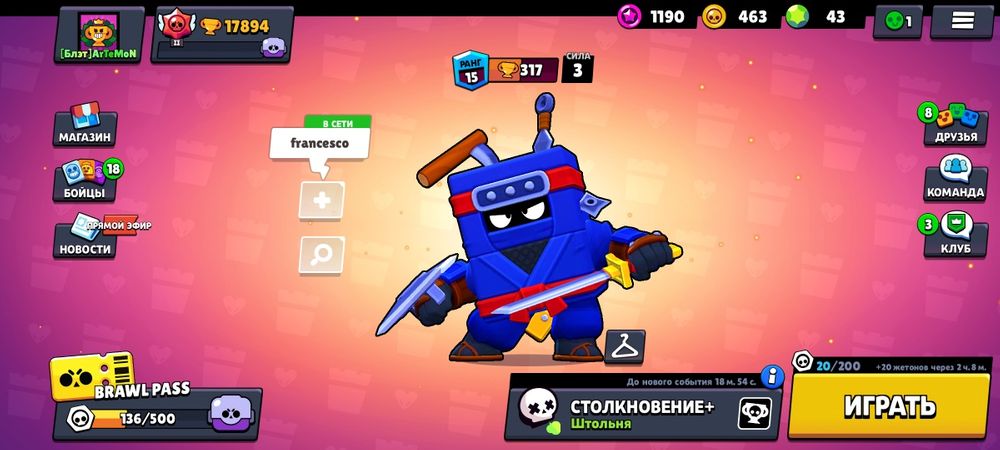 [Блэт]ArTeMoN
II
17894
1190
463
43
1
РАНГ
15
317
СИЛА
3
МАГАЗИН
БОЙЦЫ
18
ПРЯМОЙ ЭФИР
НОВОСТИ
В СЕТИ
francesco
8
ДРУЗЬЯ
КОМАНДА
3
КЛУБ
BRAWL PASS
136/500
До нового события 18 м. 54 с.
i
СТОЛКНОВЕНИЕ+
Штольня
20/200
+20 жетонов через 2 ч. 8 м.
ИГРАТЬ